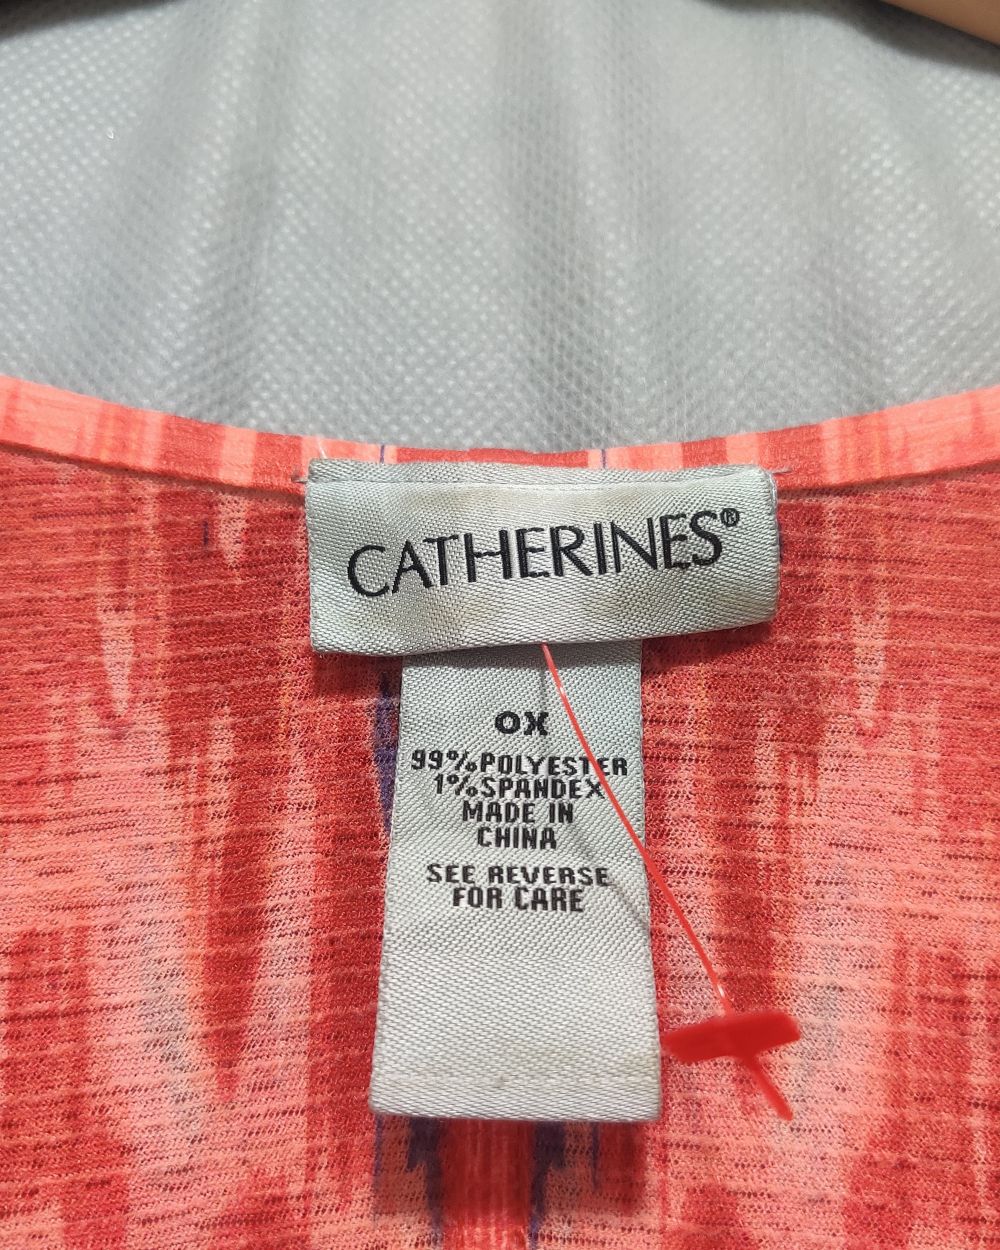 CATHERINES®
0X
99%POLYESTER
1%SPANDEX
MADE IN
CHINA
SEE REVERSE
FOR CARE